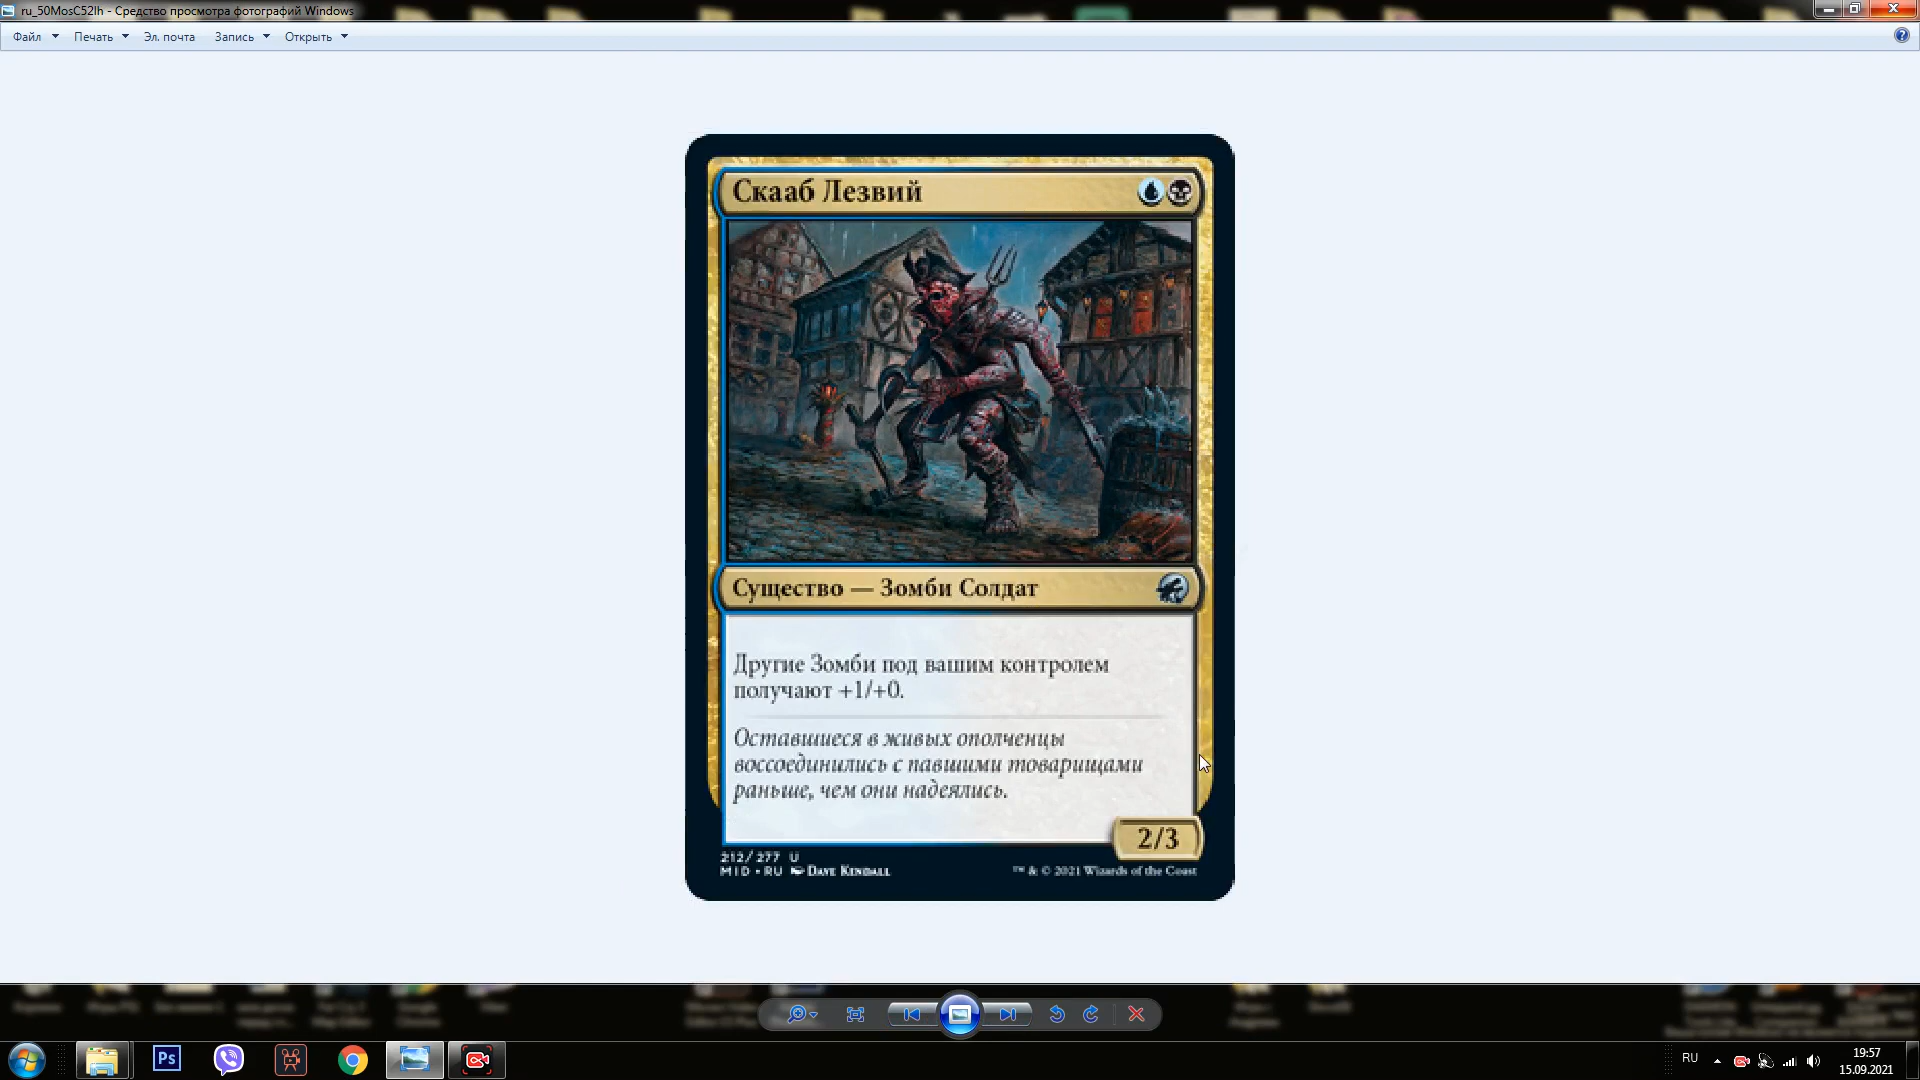 ru_50MosC52lh - Средство просмотра фотографий Windows
Файл Печать Эл. почта Запись Открыть
Скааб Лезвий
Существо — Зомби Солдат
Другие Зомби под вашим контролем
получают +1/+0.
Оставшиеся в живых ополченцы
воссоединились с павшими товарищами
раньше, чем они надеялись.
2/3
212/277 U
MID • RU DAVE KENDALL
™ & © 2021 Wizards of the Coast
Ps
RU
19:57
15.09.2021